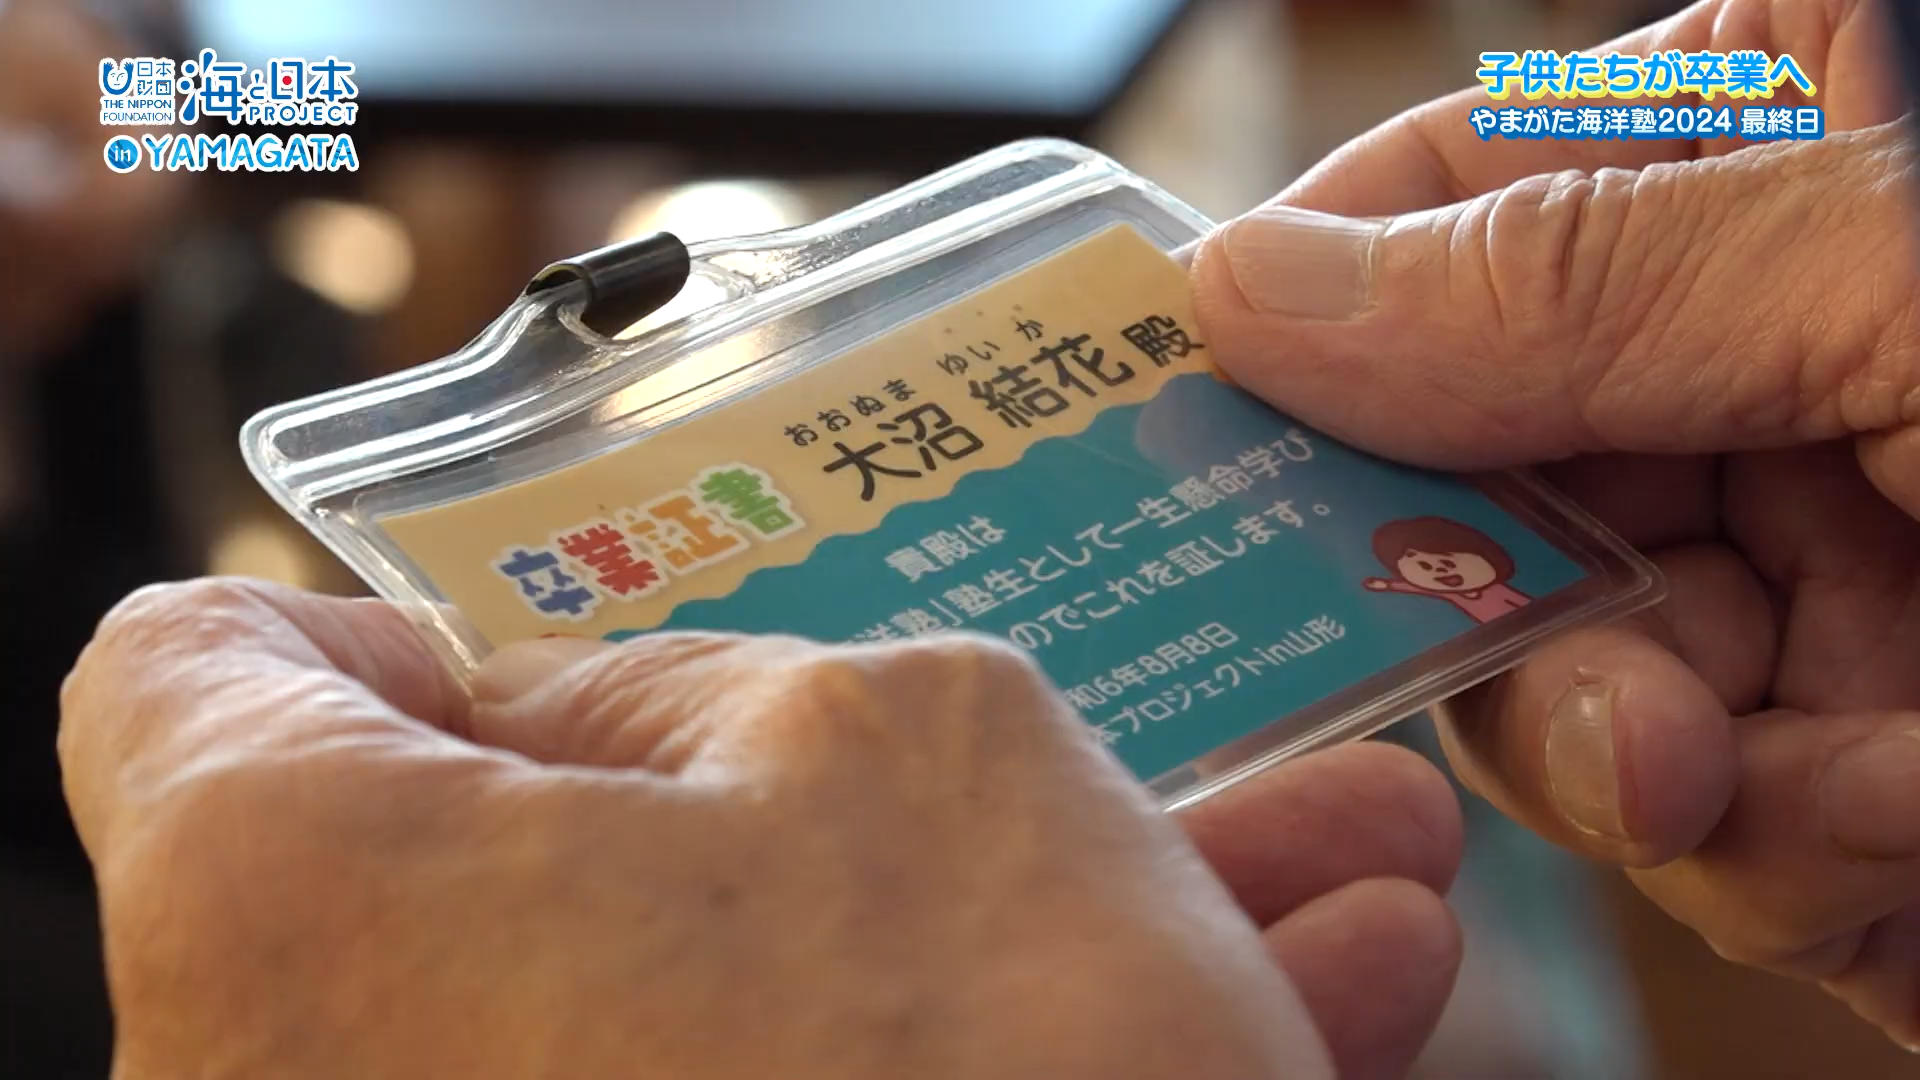 日本財団
THE NIPPON FOUNDATION
海と日本
PROJECT
in YAMAGATA
子供たちが卒業へ
やまがた海洋塾2024 最終日
おおぬま ゆいか
大沼 結花 殿
卒業証書
貴殿は
洋塾」塾生として一生懸命学び
のでこれを証します。
和6年8月8日
本プロジェクトin山形